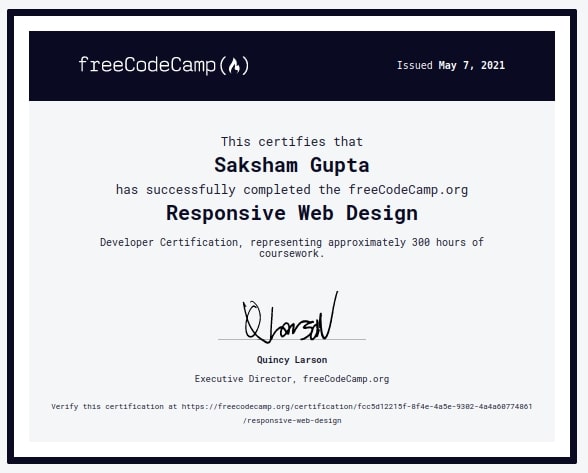 freeCodeCamp
Issued May 7, 2021
This certifies that
Saksham Gupta
has successfully completed the freeCodeCamp.org
Responsive Web Design
Developer Certification, representing approximately 300 hours of
coursework.
Quincy Larson
Executive Director, freeCodeCamp.org
Verify this certification at https://freecodecamp.org/certification/fcc5d12215f-8f4e-4a5e-9302-4a4a60774861
/responsive-web-design